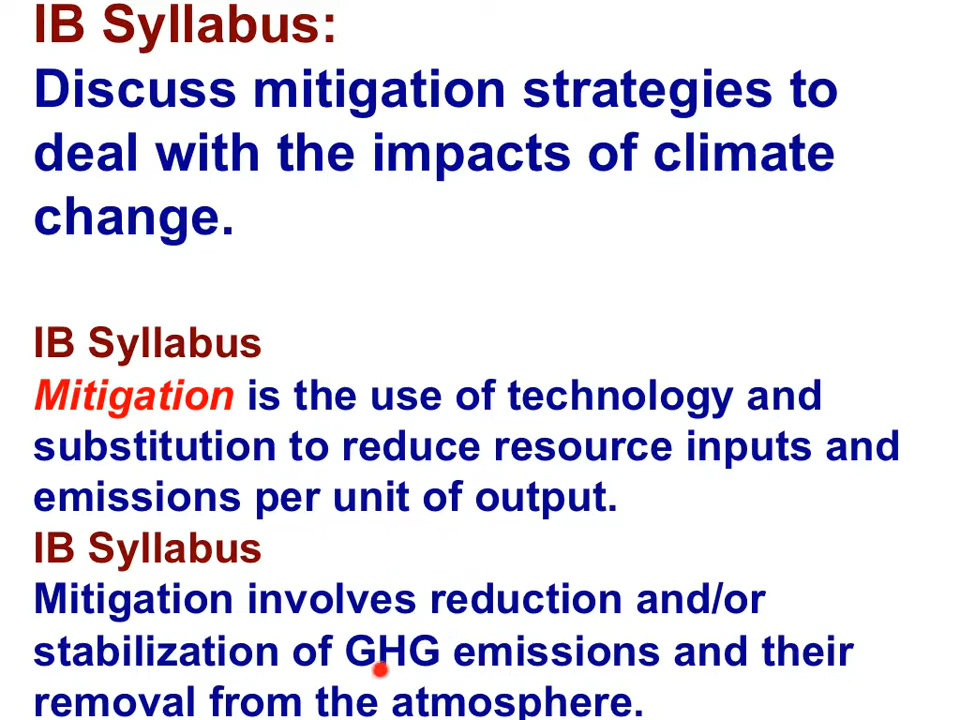 IB Syllabus:
Discuss mitigation strategies to
deal with the impacts of climate
change.
IB Syllabus
Mitigation is the use of technology and
substitution to reduce resource inputs and
emissions per unit of output.
IB Syllabus
Mitigation involves reduction and/or
stabilization of GHG emissions and their
removal from the atmosphere.